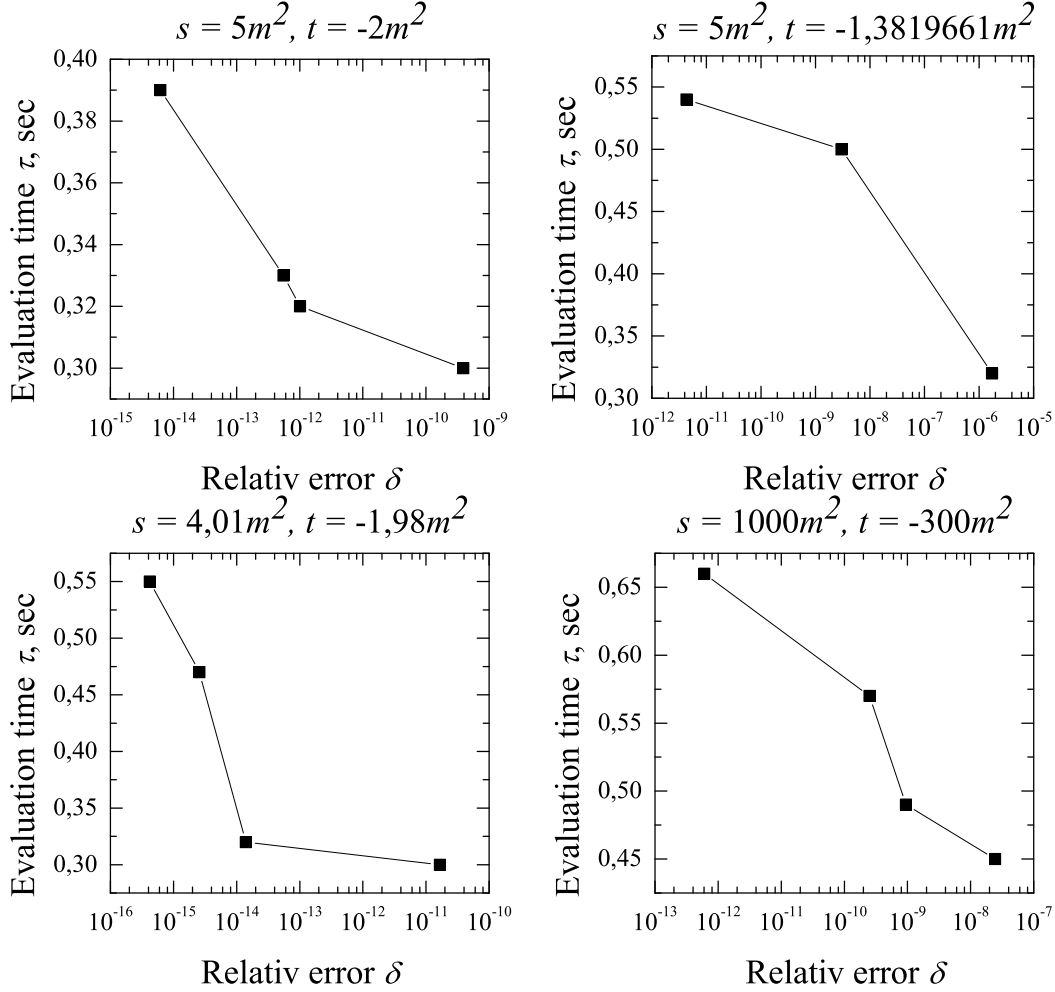 s = 5m², t = -2m²
0,40
0,38
0,36
0,34
0,32
0,30
Evaluation time τ, sec
10⁻¹⁵ 10⁻¹⁴ 10⁻¹³ 10⁻¹² 10⁻¹¹ 10⁻¹⁰ 10⁻⁹
Relativ error δ
s = 5m², t = -1,3819661m²
0,55
0,50
0,45
0,40
0,35
0,30
Evaluation time τ, sec
10⁻¹² 10⁻¹¹ 10⁻¹⁰ 10⁻⁹ 10⁻⁸ 10⁻⁷ 10⁻⁶ 10⁻⁵
Relativ error δ
s = 4,01m², t = -1,98m²
0,55
0,50
0,45
0,40
0,35
0,30
Evaluation time τ, sec
10⁻¹⁶ 10⁻¹⁵ 10⁻¹⁴ 10⁻¹³ 10⁻¹² 10⁻¹¹ 10⁻¹⁰
Relativ error δ
s = 1000m², t = -300m²
0,65
0,60
0,55
0,50
0,45
Evaluation time τ, sec
10⁻¹³ 10⁻¹² 10⁻¹¹ 10⁻¹⁰ 10⁻⁹ 10⁻⁸ 10⁻⁷
Relativ error δ